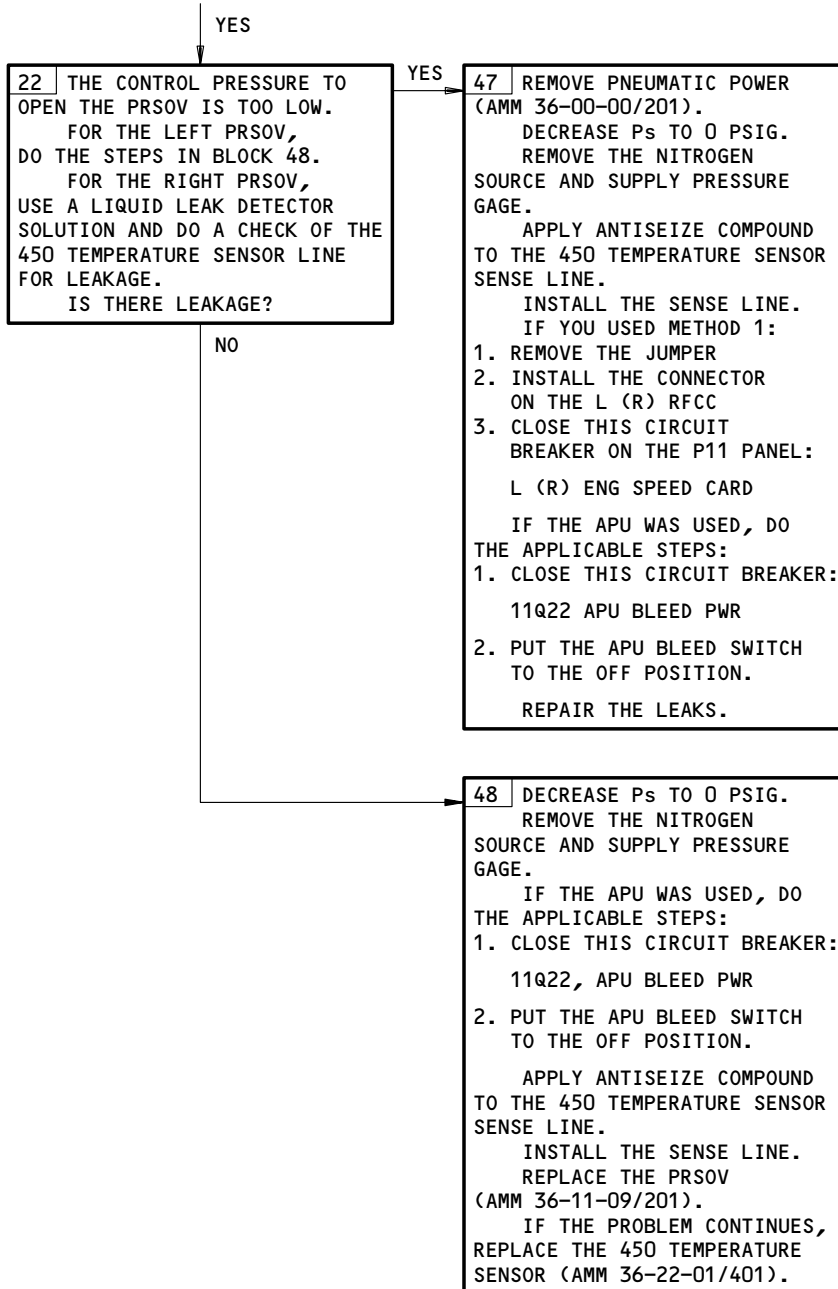 YES
22 THE CONTROL PRESSURE TO
OPEN THE PRSOV IS TOO LOW.
FOR THE LEFT PRSOV,
DO THE STEPS IN BLOCK 48.
FOR THE RIGHT PRSOV,
USE A LIQUID LEAK DETECTOR
SOLUTION AND DO A CHECK OF THE
450 TEMPERATURE SENSOR LINE
FOR LEAKAGE.
IS THERE LEAKAGE?
YES
NO
47 REMOVE PNEUMATIC POWER
(AMM 36-00-00/201).
DECREASE Ps TO 0 PSIG.
REMOVE THE NITROGEN
SOURCE AND SUPPLY PRESSURE
GAGE.
APPLY ANTISEIZE COMPOUND
TO THE 450 TEMPERATURE SENSOR
SENSE LINE.
INSTALL THE SENSE LINE.
IF YOU USED METHOD 1:
1. REMOVE THE JUMPER
2. INSTALL THE CONNECTOR
ON THE L (R) RFCC
3. CLOSE THIS CIRCUIT
BREAKER ON THE P11 PANEL:
L (R) ENG SPEED CARD
IF THE APU WAS USED, DO
THE APPLICABLE STEPS:
1. CLOSE THIS CIRCUIT BREAKER:
11Q22 APU BLEED PWR
2. PUT THE APU BLEED SWITCH
TO THE OFF POSITION.
REPAIR THE LEAKS.
48 DECREASE Ps TO 0 PSIG.
REMOVE THE NITROGEN
SOURCE AND SUPPLY PRESSURE
GAGE.
IF THE APU WAS USED, DO
THE APPLICABLE STEPS:
1. CLOSE THIS CIRCUIT BREAKER:
11Q22, APU BLEED PWR
2. PUT THE APU BLEED SWITCH
TO THE OFF POSITION.
APPLY ANTISEIZE COMPOUND
TO THE 450 TEMPERATURE SENSOR
SENSE LINE.
INSTALL THE SENSE LINE.
REPLACE THE PRSOV
(AMM 36-11-09/201).
IF THE PROBLEM CONTINUES,
REPLACE THE 450 TEMPERATURE
SENSOR (AMM 36-22-01/401).